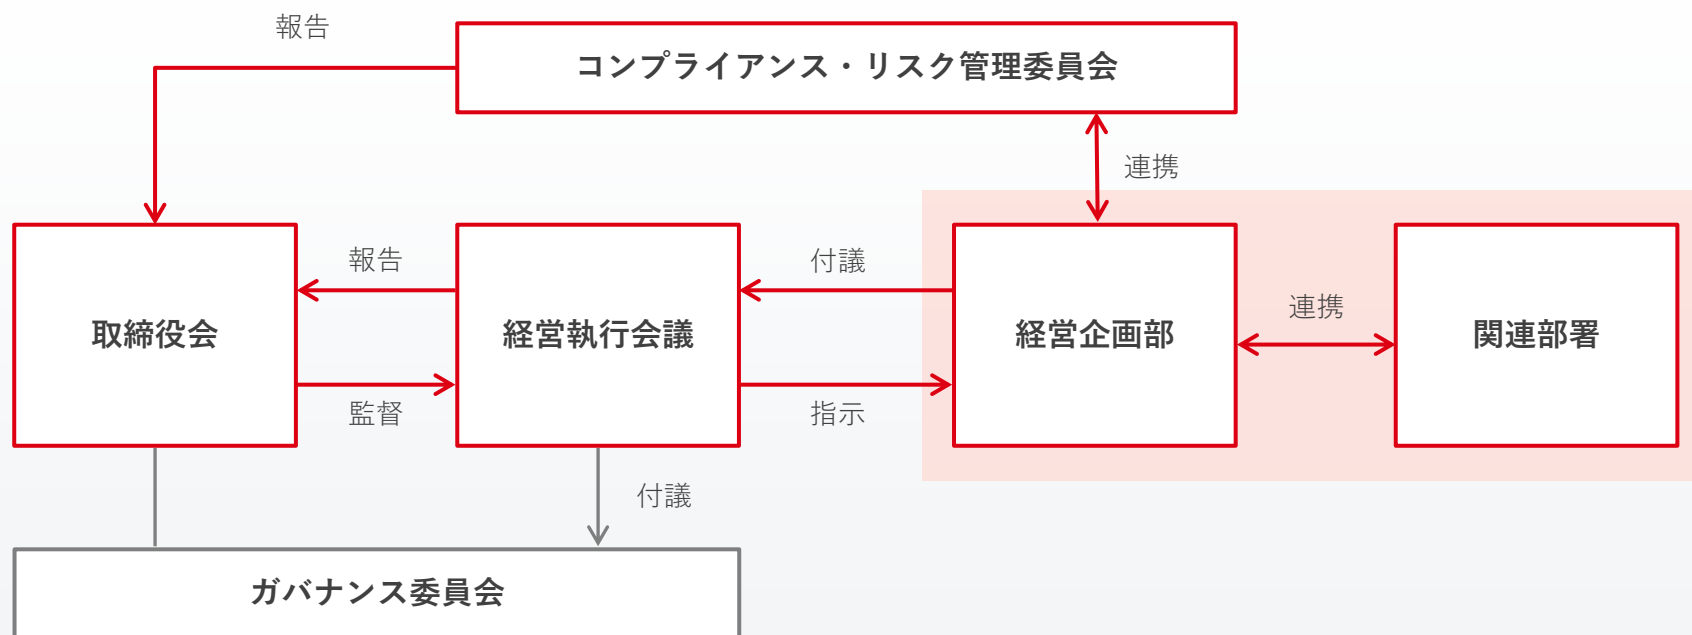 報告
コンプライアンス・リスク管理委員会
連携
報告
付議
連携
取締役会
経営執行会議
経営企画部
関連部署
監督
指示
付議
ガバナンス委員会